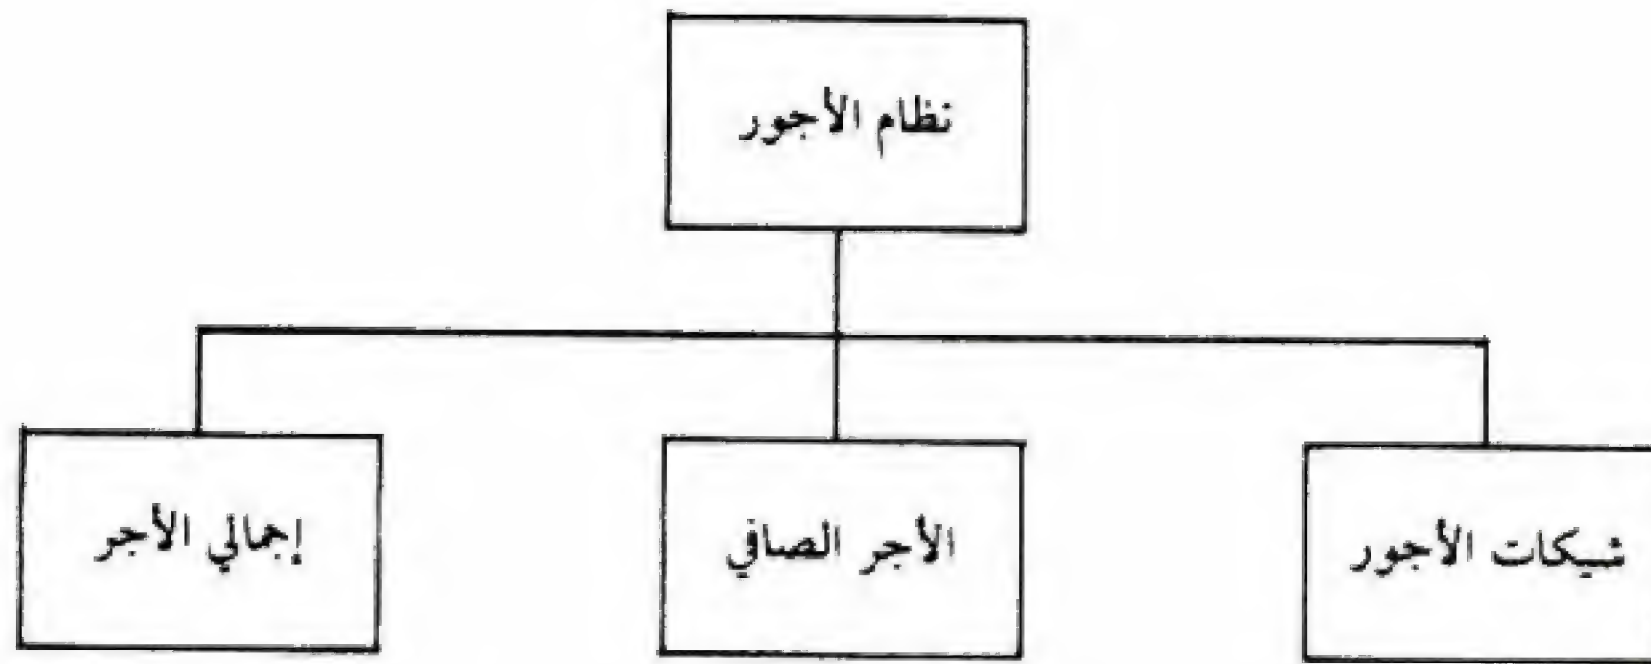 نظام الأجور
شيكات الأجور
الأجر الصافي
إجمالي الأجر